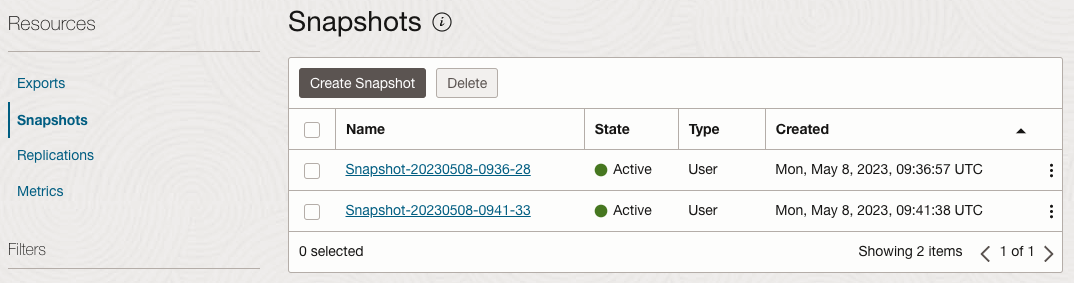 Resources
Exports
Snapshots
Replications
Metrics
Filters
Snapshots i
Create Snapshot Delete
Name State Type Created
Snapshot-20230508-0936-28 Active User Mon, May 8, 2023, 09:36:57 UTC
Snapshot-20230508-0941-33 Active User Mon, May 8, 2023, 09:41:38 UTC
0 selected Showing 2 items 1 of 1